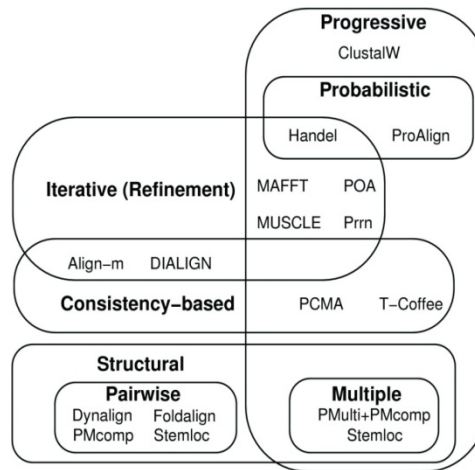 Progressive
ClustalW
Probabilistic
Handel ProAlign
Iterative (Refinement)
MAFFT POA
MUSCLE Prrn
Align-m DIALIGN
Consistency-based
PCMA T-Coffee
Structural
Pairwise
Dynalign Foldalign
PMcomp Stemloc
Multiple
PMulti+PMcomp
Stemloc